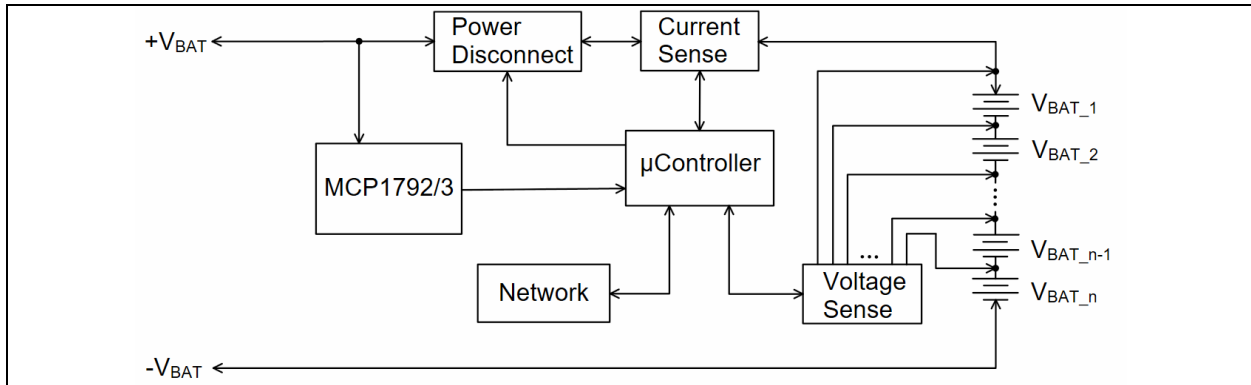 +VBAT
Power
Disconnect
Current
Sense
VBAT_1
VBAT_2
MCP1792/3
µController
VBAT_n-1
VBAT_n
Network
...
Voltage
Sense
-VBAT